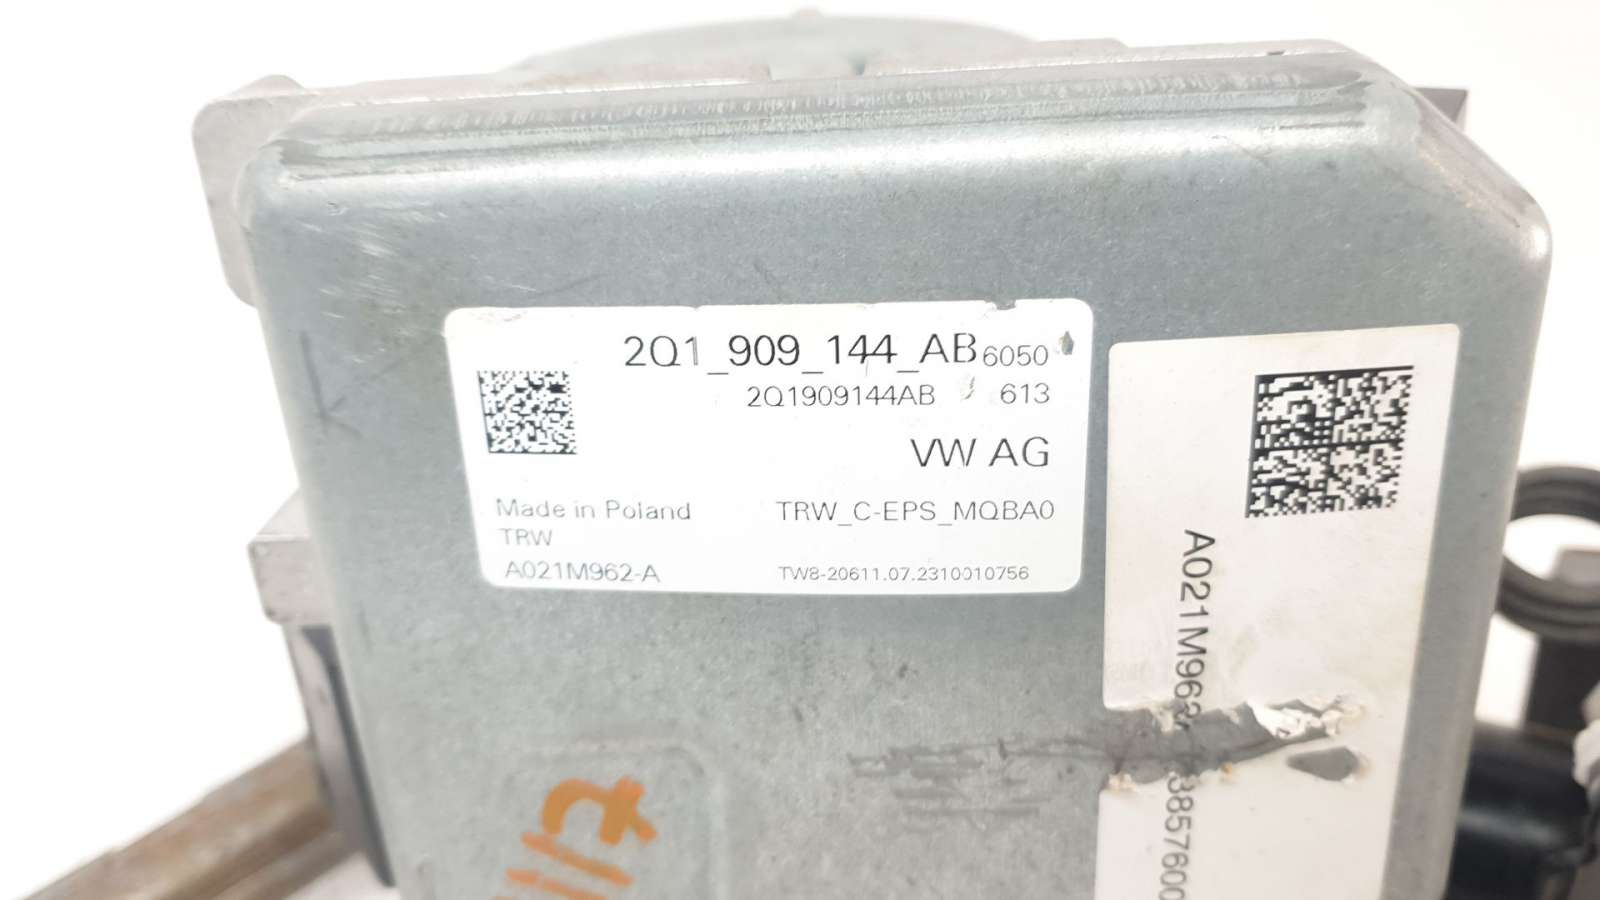 2Q1_909_144_AB 6050
2Q1909144AB 613
VW AG
Made in Poland TRW_C-EPS_MQBA0
TRW
A021M962-A TW8-20611.07.2310010756
A021M962
3857600